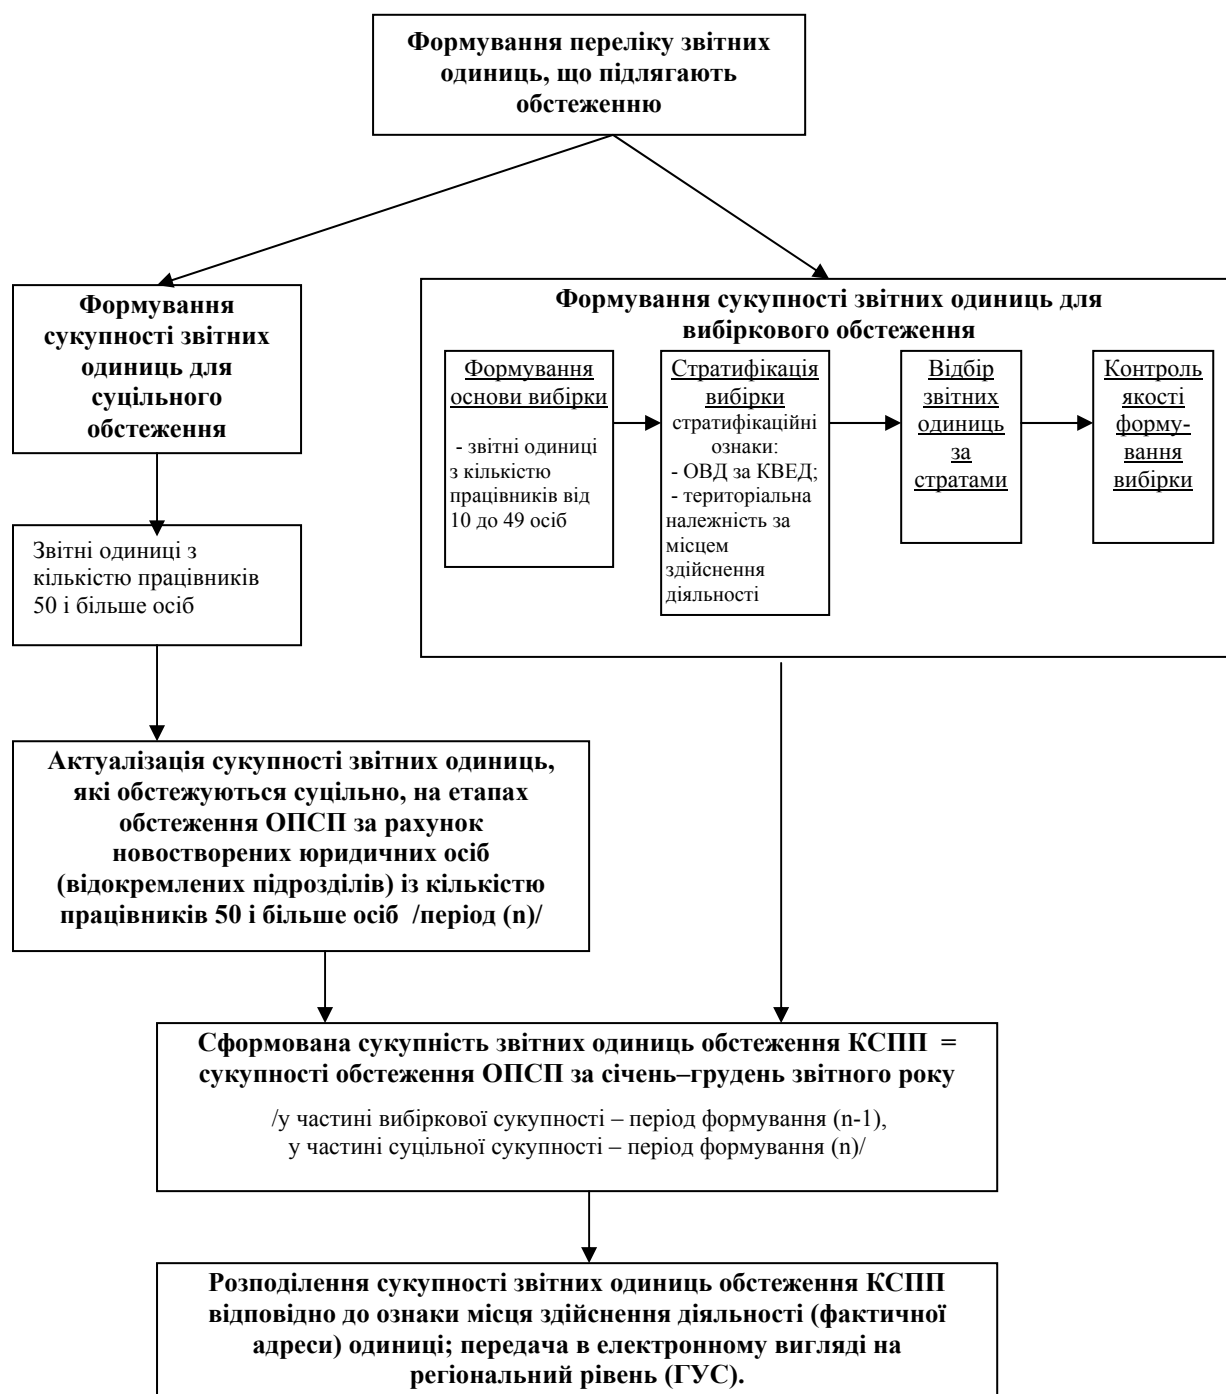 Формування переліку звітних
одиниць, що підлягають
обстеженню
Формування
сукупності звітних
одиниць для
суцільного
обстеження
Звітні одиниці з
кількістю працівників
50 і більше осіб
Формування сукупності звітних одиниць для
вибіркового обстеження
Формування
основи вибірки
- звітні одиниці
з кількістю
працівників від
10 до 49 осіб
Стратифікація
вибірки
стратифікаційні
ознаки:
- ОВД за КВЕД;
- територіальна
належність за
місцем
здійснення
діяльності
Відбір
звітних
одиниць
за
стратами
Контроль
якості
форму-
вання
вибірки
Актуалізація сукупності звітних одиниць,
які обстежуються суцільно, на етапах
обстеження ОПСП за рахунок
новостворених юридичних осіб
(відокремлених підрозділів) із кількістю
працівників 50 і більше осіб /період (n)/
Сформована сукупність звітних одиниць обстеження КСПП =
сукупності обстеження ОПСП за січень–грудень звітного року
/у частині вибіркової сукупності – період формування (n-1),
у частині суцільної сукупності – період формування (n)/
Розподілення сукупності звітних одиниць обстеження КСПП
відповідно до ознаки місця здійснення діяльності (фактичної
адреси) одиниці; передача в електронному вигляді на
регіональний рівень (ГУС).